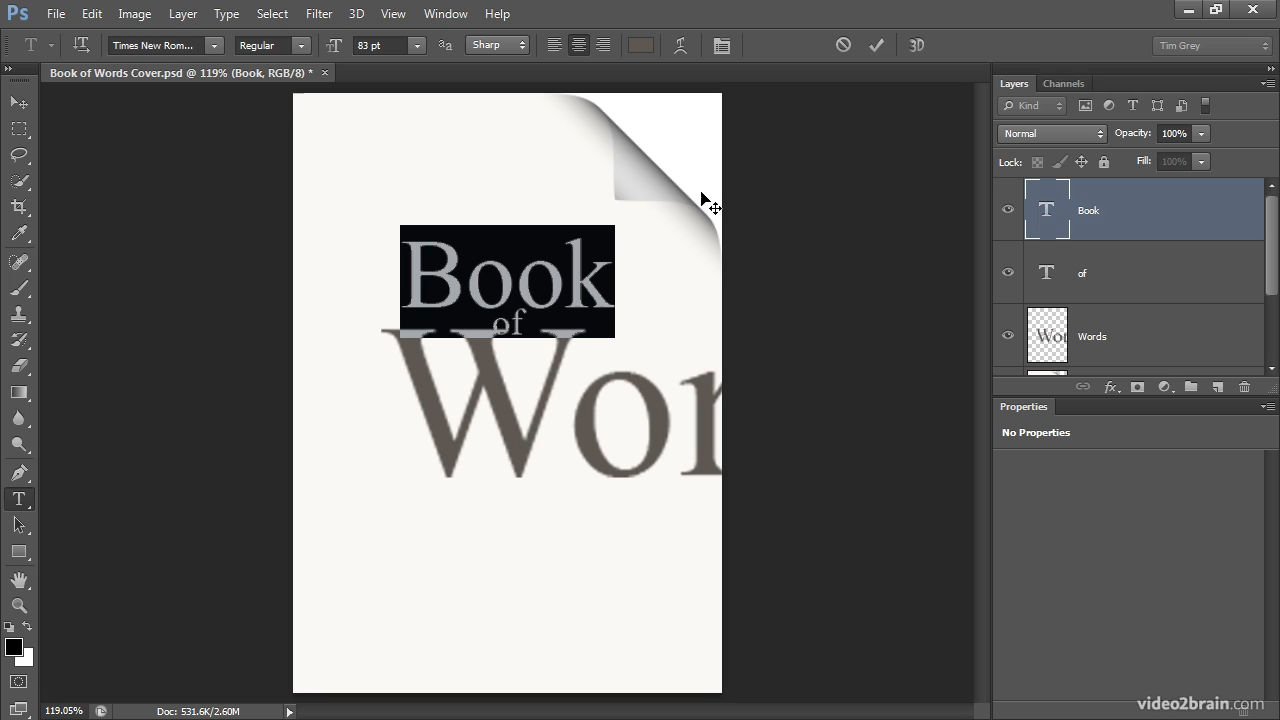 Ps File Edit Image Layer Type Select Filter 3D View Window Help
Times New Rom... Regular 83 pt aa Sharp 3D Tim Grey
Book of Words Cover.psd @ 119% (Book, RGB/8) * ×
Layers Channels
Kind
Normal Opacity: 100%
Lock: Fill: 100%
Book
of
Words
Properties
No Properties
Book
of
Wor
119.05% Doc: 531.6K/2.60M
video2brain.com